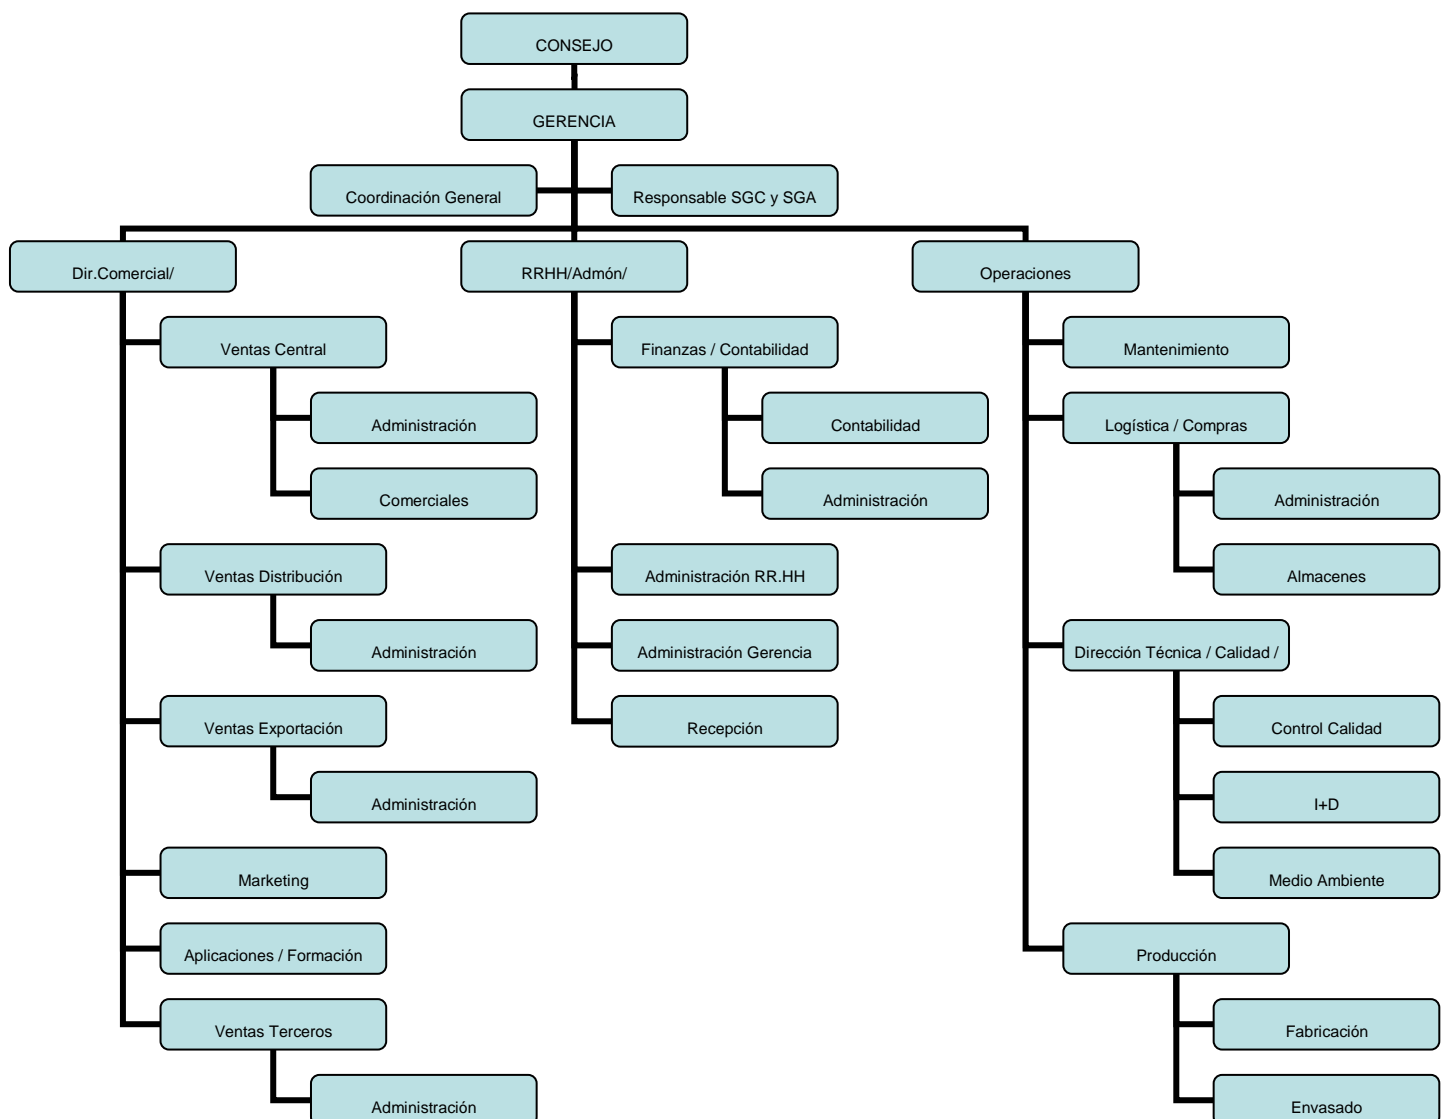 CONSEJO
GERENCIA
Coordinación General
Responsable SGC y SGA
Dir.Comercial/
RRHH/Admón/
Operaciones
Ventas Central
Administración
Comerciales
Ventas Distribución
Administración
Ventas Exportación
Administración
Marketing
Aplicaciones / Formación
Ventas Terceros
Administración
Finanzas / Contabilidad
Contabilidad
Administración
Administración RR.HH
Administración Gerencia
Recepción
Mantenimiento
Logística / Compras
Administración
Almacenes
Dirección Técnica / Calidad /
Control Calidad
I+D
Medio Ambiente
Producción
Fabricación
Envasado